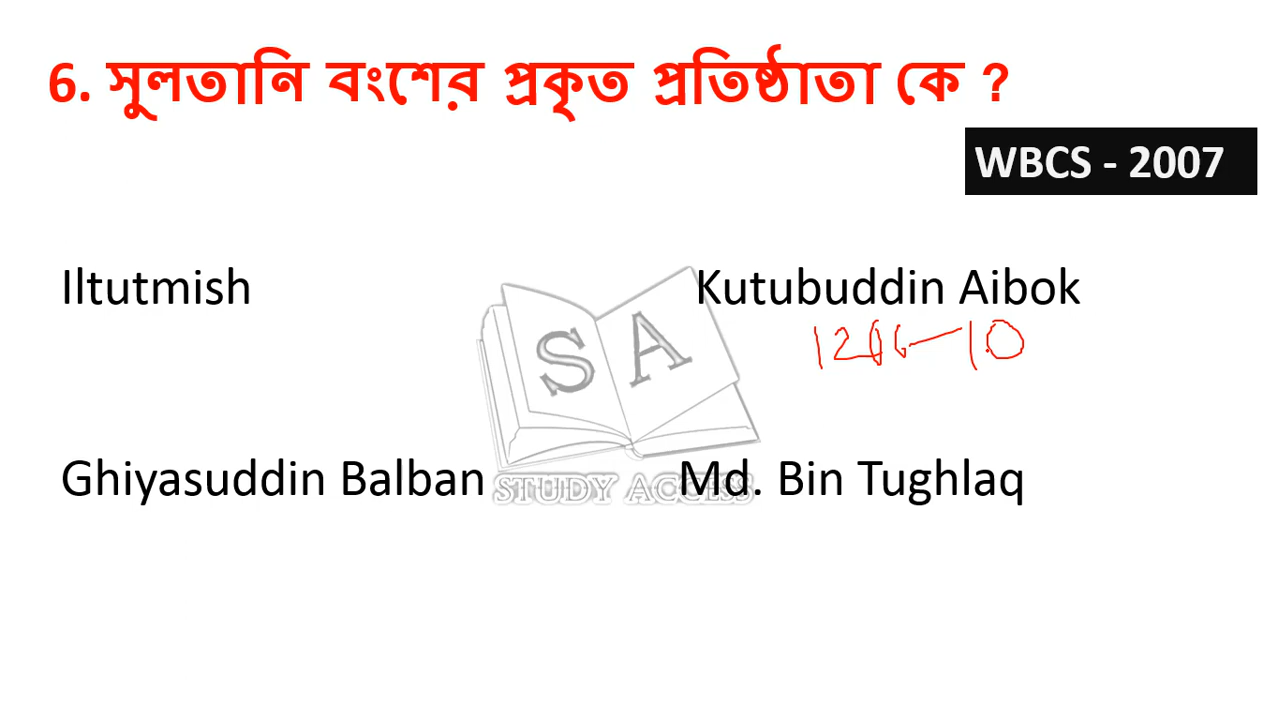 6. সুলতানি বংশের প্রকৃত প্রতিষ্ঠাতা কে ?
WBCS - 2007
Iltutmish
Kutubuddin Aibok
1206-10
SA
Ghiyasuddin Balban
STUDY ACCESS
Md. Bin Tughlaq